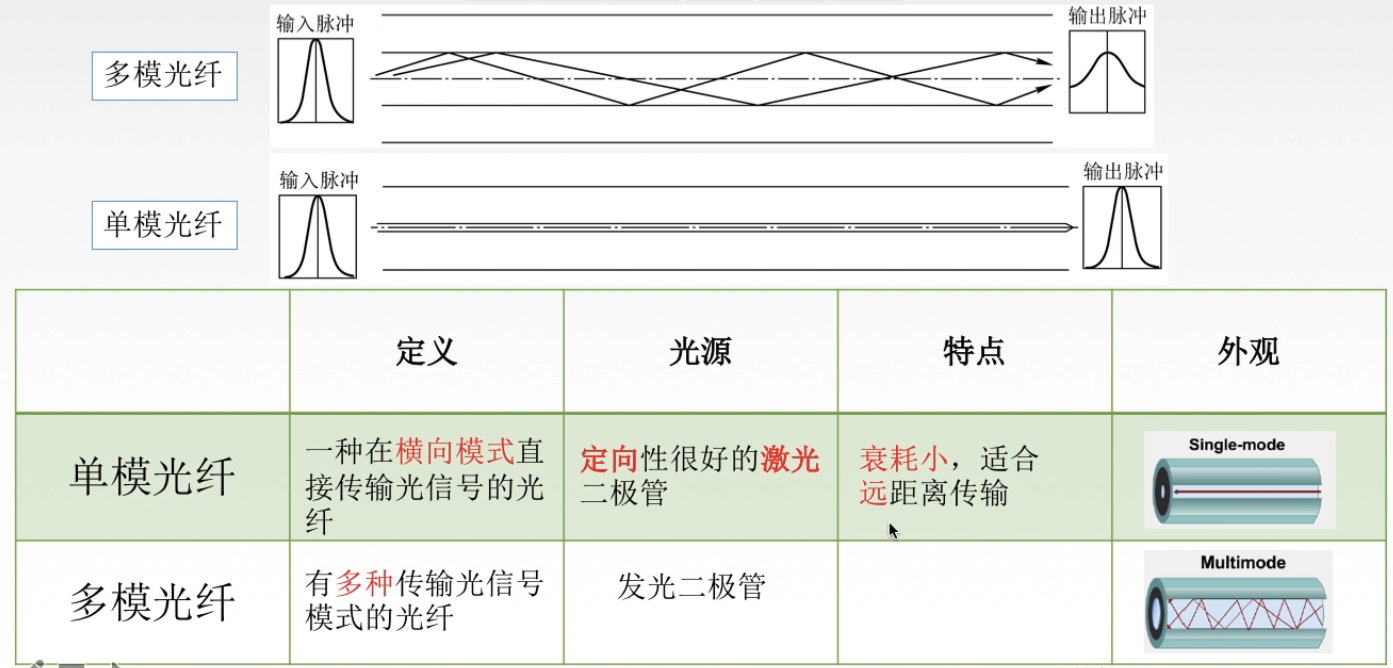 输入脉冲
输出脉冲
多模光纤
输入脉冲
输出脉冲
单模光纤
定义
光源
特点
外观
单模光纤
一种在横向模式直
接传输光信号的光
纤
定向性很好的激光
二极管
衰耗小，适合
远距离传输
Single-mode
多模光纤
有多种传输光信号
模式的光纤
发光二极管
Multimode